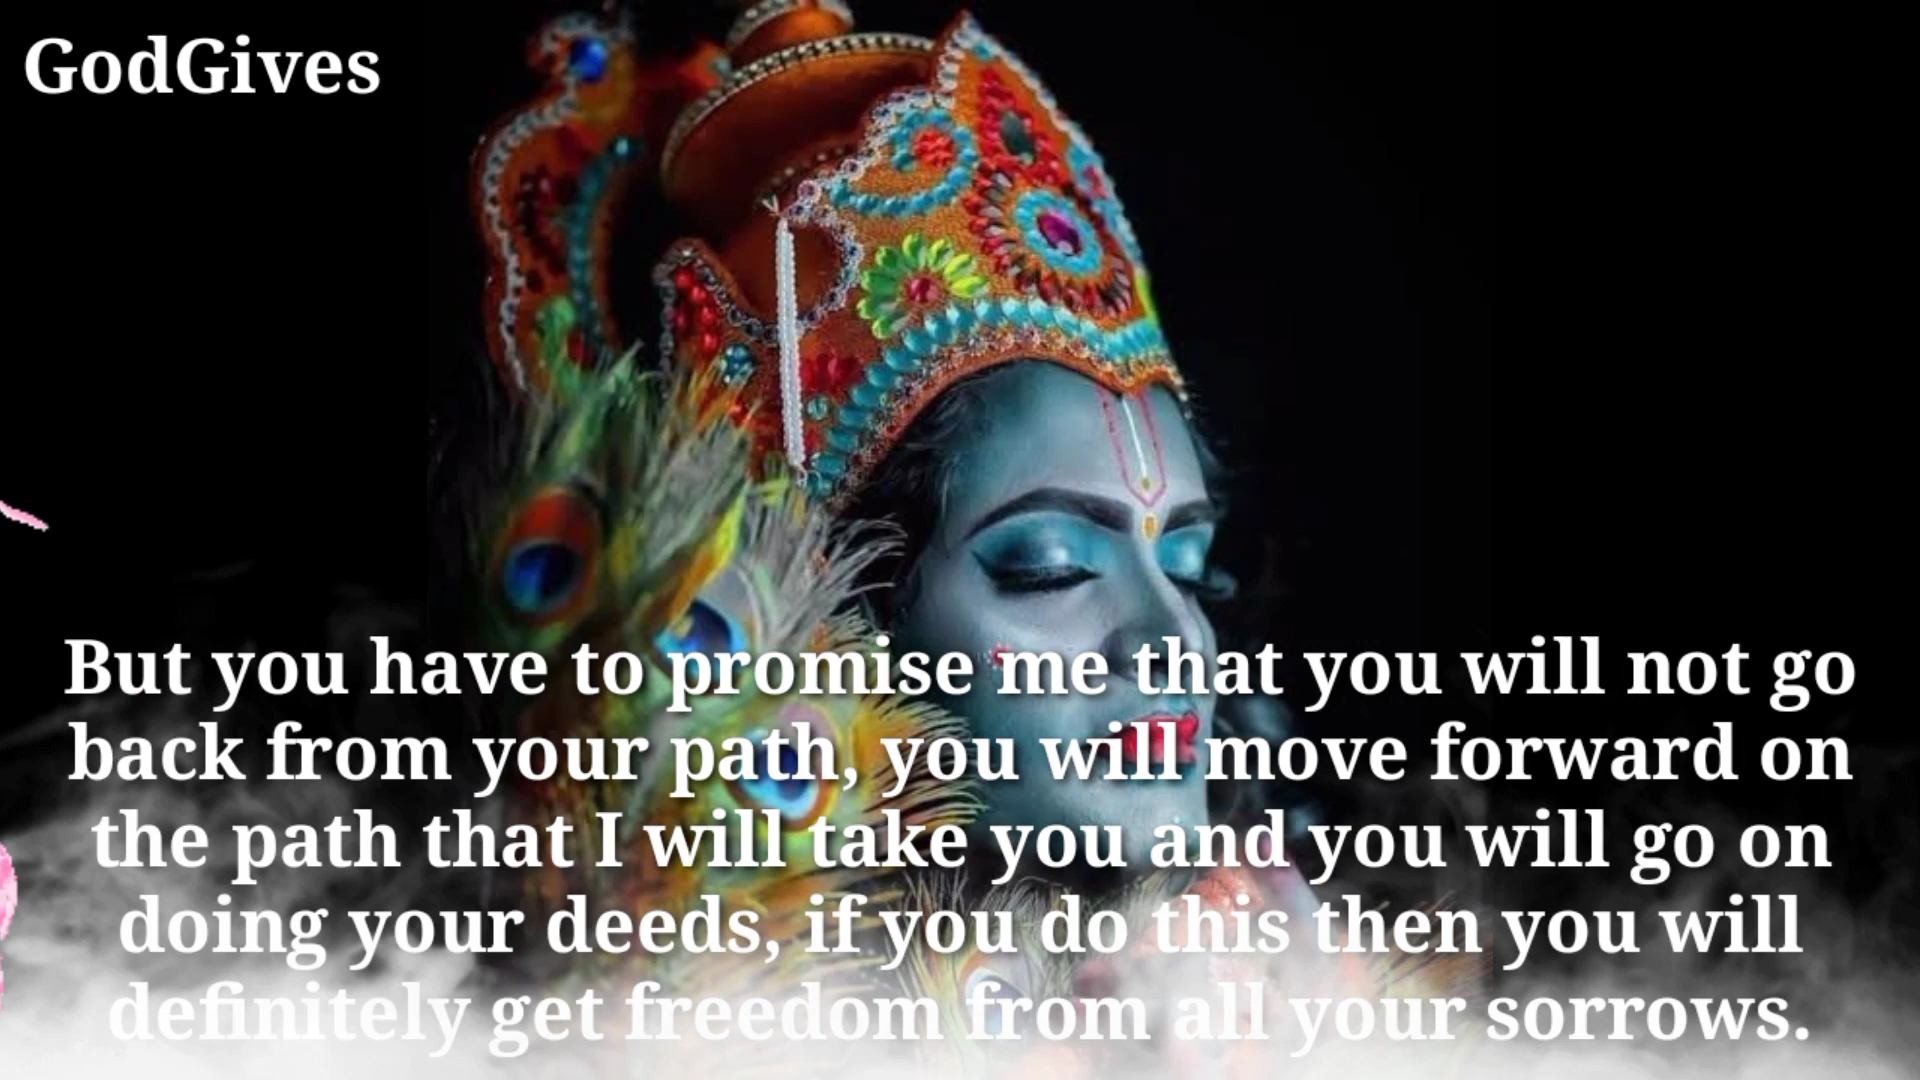 GodGives
But you have to promise me that you will not go
back from your path, you will move forward on
the path that I will take you and you will go on
doing your deeds, if you do this then you will
definitely get freedom from all your sorrows.